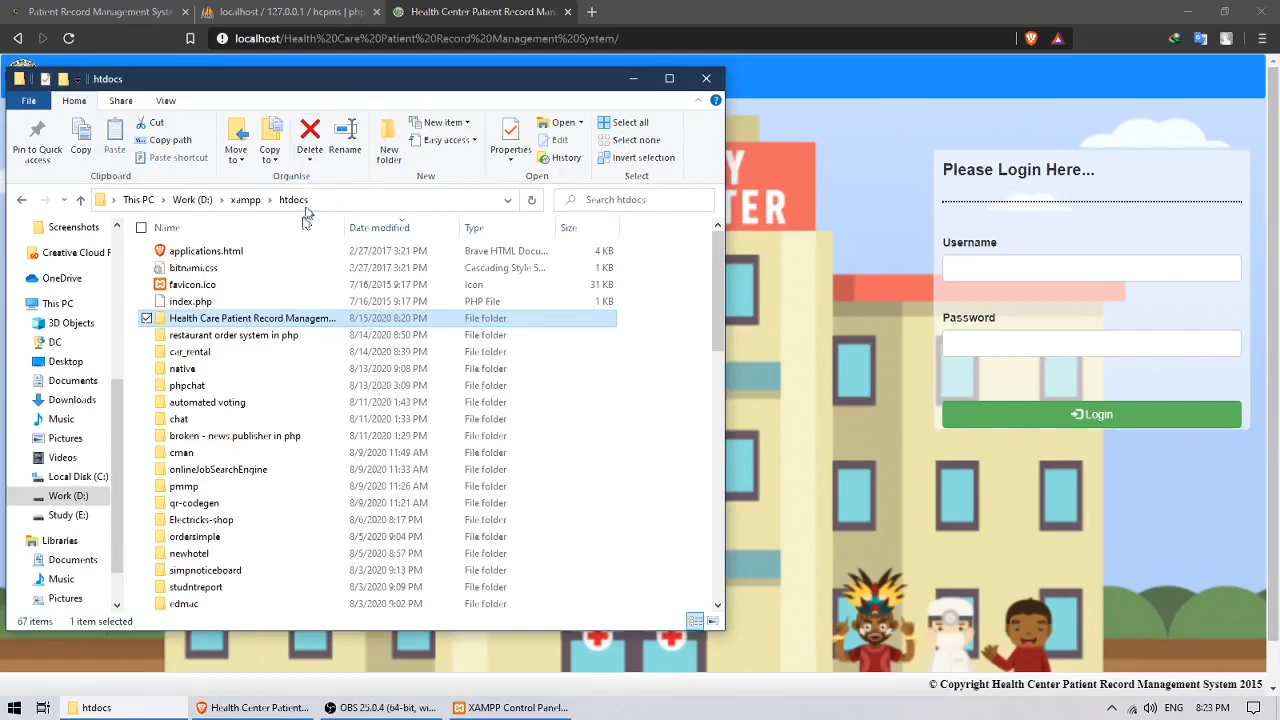 Patient Record Management Syste
localhost / 127.0.0.1 / hcpms | php
Health Center Patient Record Man
localhost/Health%20Care%20Patient%20Record%20Management%20System/
htdocs
File
Home
Share
View
Pin to Quick access
Copy
Paste
Cut
Copy path
Paste shortcut
Clipboard
Move to
Copy to
Delete
Rename
Organise
New folder
New item
Easy access
New
Properties
Open
Edit
History
Open
Select all
Select none
Invert selection
Select
This PC
Work (D:)
xampp
htdocs
Search htdocs
Screenshots
Creative Cloud F
OneDrive
This PC
3D Objects
DC
Desktop
Documents
Downloads
Music
Pictures
Videos
Local Disk (C:)
Work (D:)
Study (E:)
Libraries
Documents
Music
Pictures
Name Date modified Type Size
applications.html 2/27/2017 3:21 PM Brave HTML Docu... 4 KB
bitnami.css 2/27/2017 3:21 PM Cascading Style S... 1 KB
favicon.ico 7/16/2015 9:17 PM Icon 31 KB
index.php 7/16/2015 9:17 PM PHP File 1 KB
Health Care Patient Record Managem... 8/15/2020 8:20 PM File folder
restaurant order system in php 8/14/2020 8:50 PM File folder
car_rental 8/14/2020 8:39 PM File folder
native 8/13/2020 9:08 PM File folder
phpchat 8/13/2020 3:09 PM File folder
automated voting 8/11/2020 1:43 PM File folder
chat 8/11/2020 1:33 PM File folder
broken - news publisher in php 8/11/2020 1:29 PM File folder
cman 8/9/2020 11:49 AM File folder
onlineJobSearchEngine 8/9/2020 11:33 AM File folder
pmmp 8/9/2020 11:26 AM File folder
qr-codegen 8/9/2020 11:21 AM File folder
Electricks-shop 8/6/2020 8:17 PM File folder
ordersimple 8/5/2020 9:04 PM File folder
newhotel 8/5/2020 8:57 PM File folder
simpnoticeboard 8/3/2020 9:13 PM File folder
studntreport 8/3/2020 9:09 PM File folder
edmac 8/3/2020 9:02 PM File folder
67 items 1 item selected
Y
TER
Please Login Here...
Username
Password
Login
© Copyright Health Center Patient Record Management System 2015
htdocs
Health Center Patient...
OBS 25.0.4 (64-bit, w...
XAMPP Control Panel...
ENG
8:23 PM